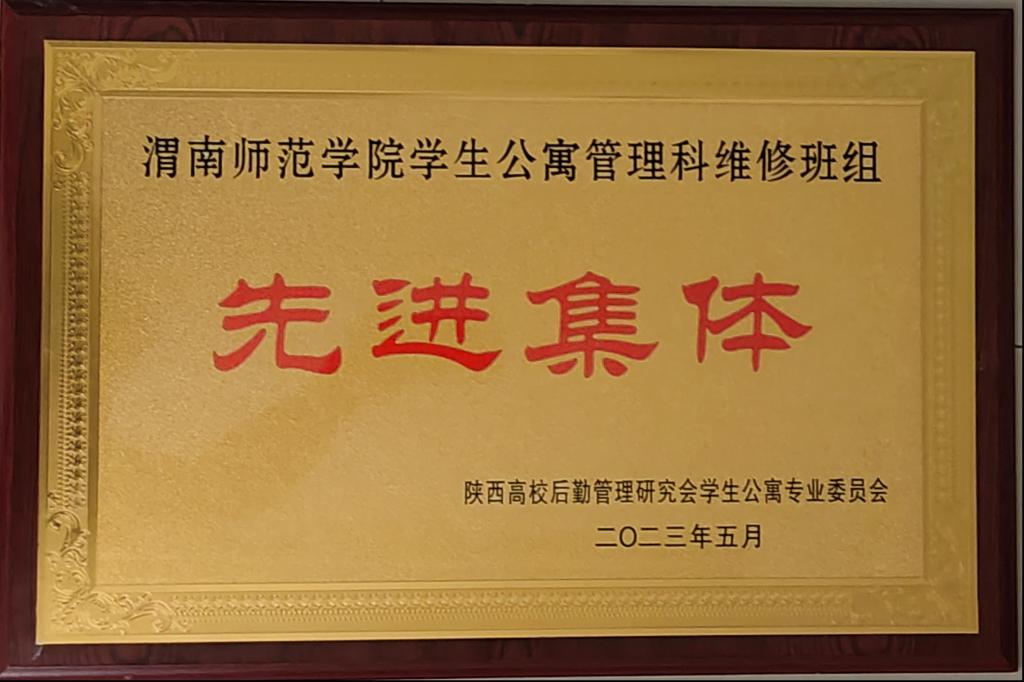 渭南师范学院学生公寓管理科维修班组
先进集体
陕西高校后勤管理研究会学生公寓专业委员会
二〇二三年五月